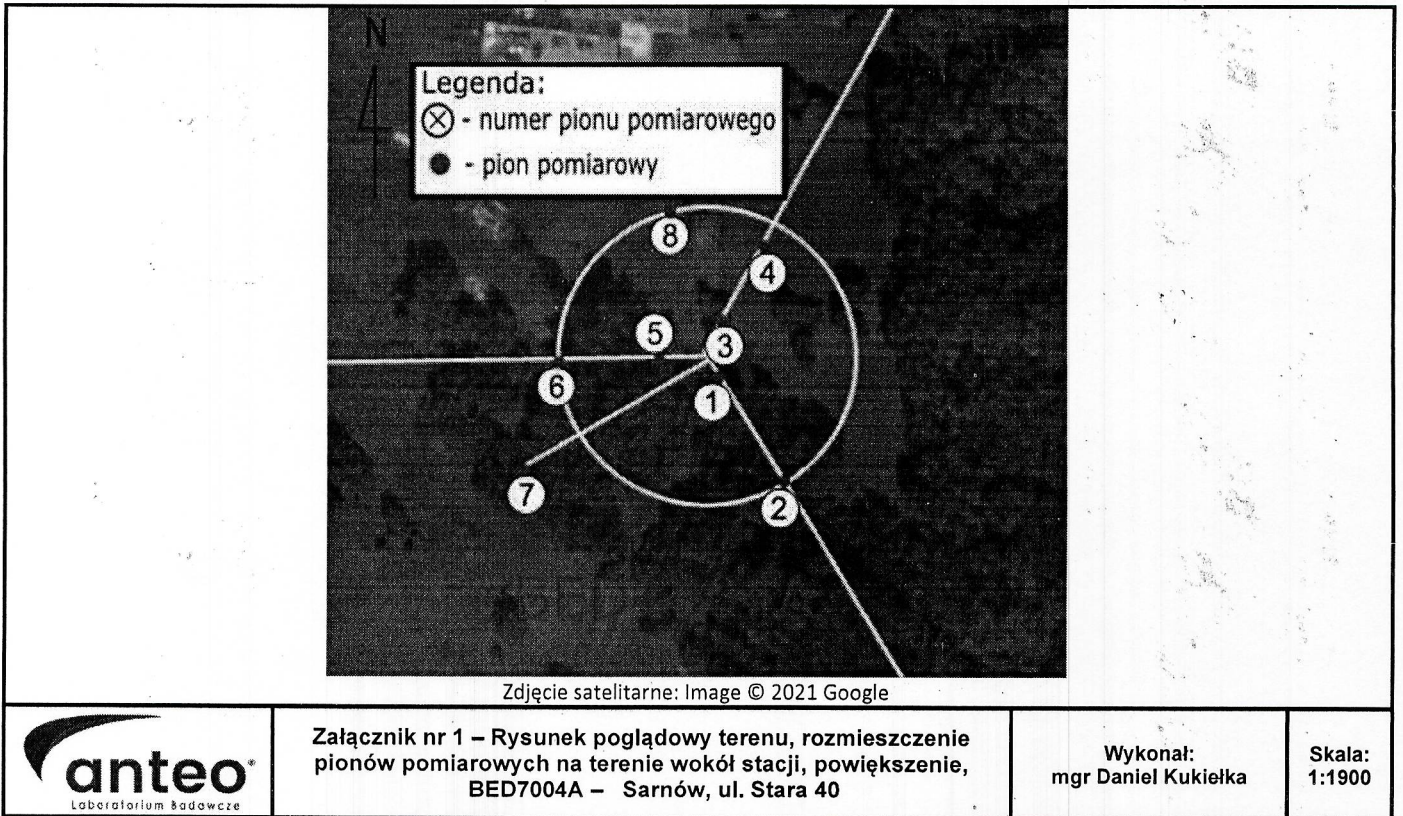 N
Legenda:
- numer pionu pomiarowego
- pion pomiarowy
8
4
5
3
6
1
7
2
Zdjęcie satelitarne: Image © 2021 Google
anteo
Laboratorium Badawcze
Załącznik nr 1 – Rysunek poglądowy terenu, rozmieszczenie
pionów pomiarowych na terenie wokół stacji, powiększenie,
BED7004A – Sarnów, ul. Stara 40
Wykonał:
mgr Daniel Kukiełka
Skala:
1:1900